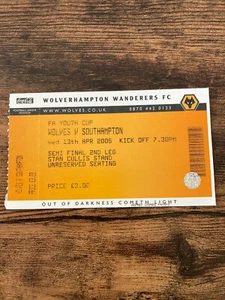 Coca-Cola
WOLVERHAMPTON WANDERERS FC
WWW.WOLVES.CO.UK
0870 442 0123
FA YOUTH CUP
WOLVES V SOUTHAMPTON
WED 13th APR 2005 KICK OFF 7.30PM
SEMI FINAL 2ND LEG
STAN CULLIS STAND
UNRESERVED SEATING
PRICE £3.00
OUT OF DARKNESS COMETH LIGHT